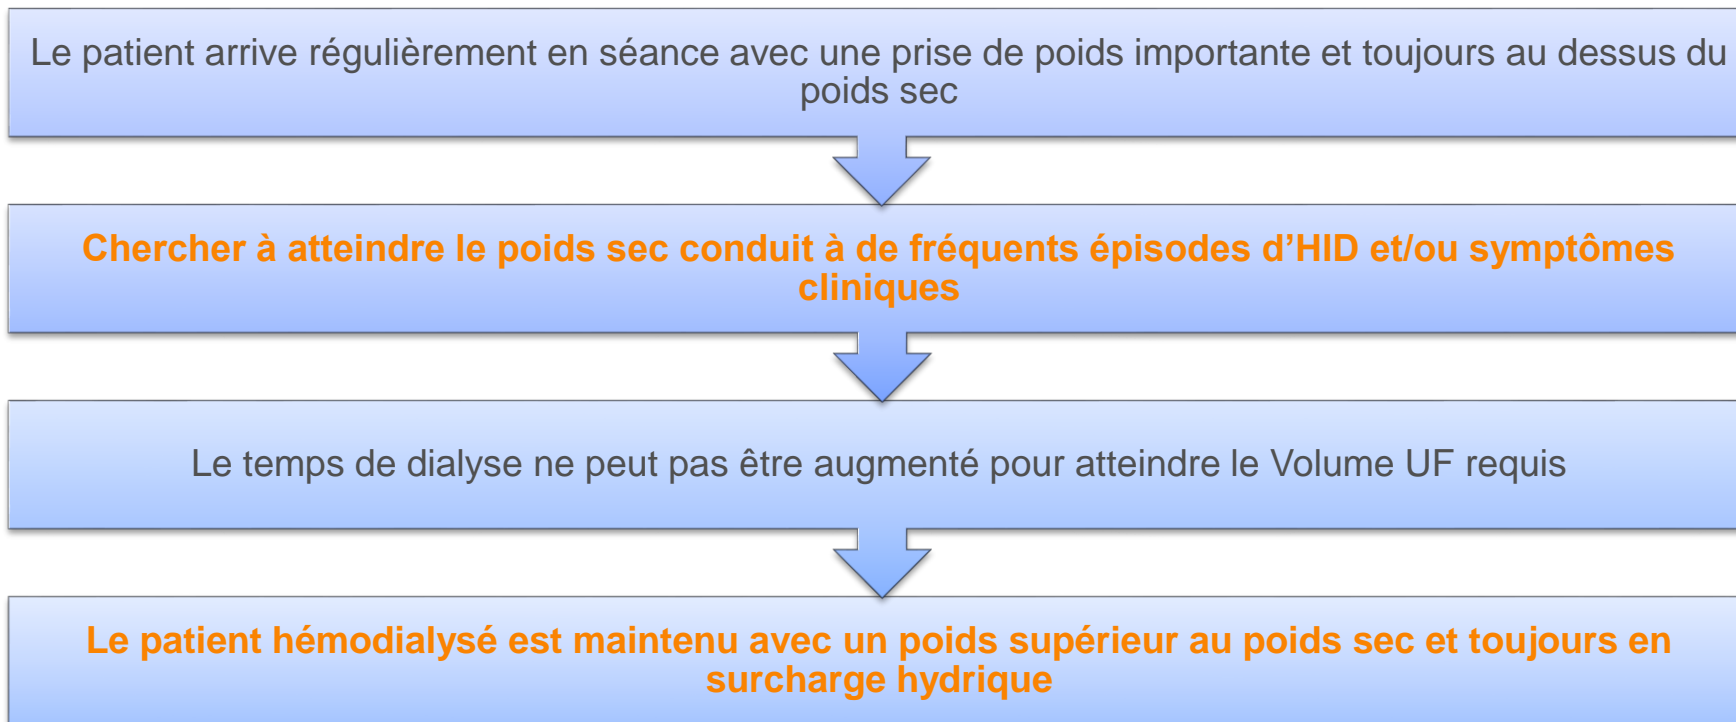 Le patient arrive régulièrement en séance avec une prise de poids importante et toujours au dessus du
poids sec
Chercher à atteindre le poids sec conduit à de fréquents épisodes d’HID et/ou symptômes
cliniques
Le temps de dialyse ne peut pas être augmenté pour atteindre le Volume UF requis
Le patient hémodialysé est maintenu avec un poids supérieur au poids sec et toujours en
surcharge hydrique